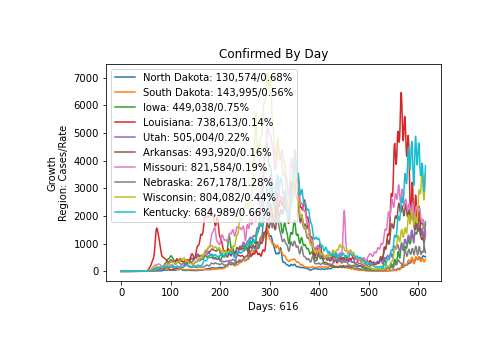 Confirmed By Day
7000
6000
5000
4000
3000
2000
1000
0
Growth
Region: Cases/Rate
North Dakota: 130,574/0.68%
South Dakota: 143,995/0.56%
Iowa: 449,038/0.75%
Louisiana: 738,613/0.14%
Utah: 505,004/0.22%
Arkansas: 493,920/0.16%
Missouri: 821,584/0.19%
Nebraska: 267,178/1.28%
Wisconsin: 804,082/0.44%
Kentucky: 684,989/0.66%
0 100 200 300 400 500 600
Days: 616